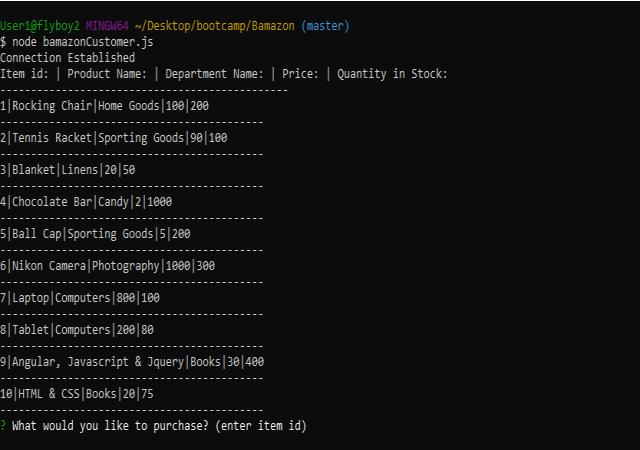 User1@flyboy2 MINGW64 ~/Desktop/bootcamp/Bamazon (master)
$ node bamazonCustomer.js
Connection Established
Item id: | Product Name: | Department Name: | Price: | Quantity in Stock:
------------------------------------------------
1|Rocking Chair|Home Goods|100|200
--------------------------------------------
2|Tennis Racket|Sporting Goods|90|100
--------------------------------------------
3|Blanket|Linens|20|50
--------------------------------------------
4|Chocolate Bar|Candy|2|1000
--------------------------------------------
5|Ball Cap|Sporting Goods|5|200
--------------------------------------------
6|Nikon Camera|Photography|1000|300
--------------------------------------------
7|Laptop|Computers|800|100
--------------------------------------------
8|Tablet|Computers|200|80
--------------------------------------------
9|Angular, Javascript & Jquery|Books|30|400
--------------------------------------------
10|HTML & CSS|Books|20|75
--------------------------------------------
? What would you like to purchase? (enter item id)